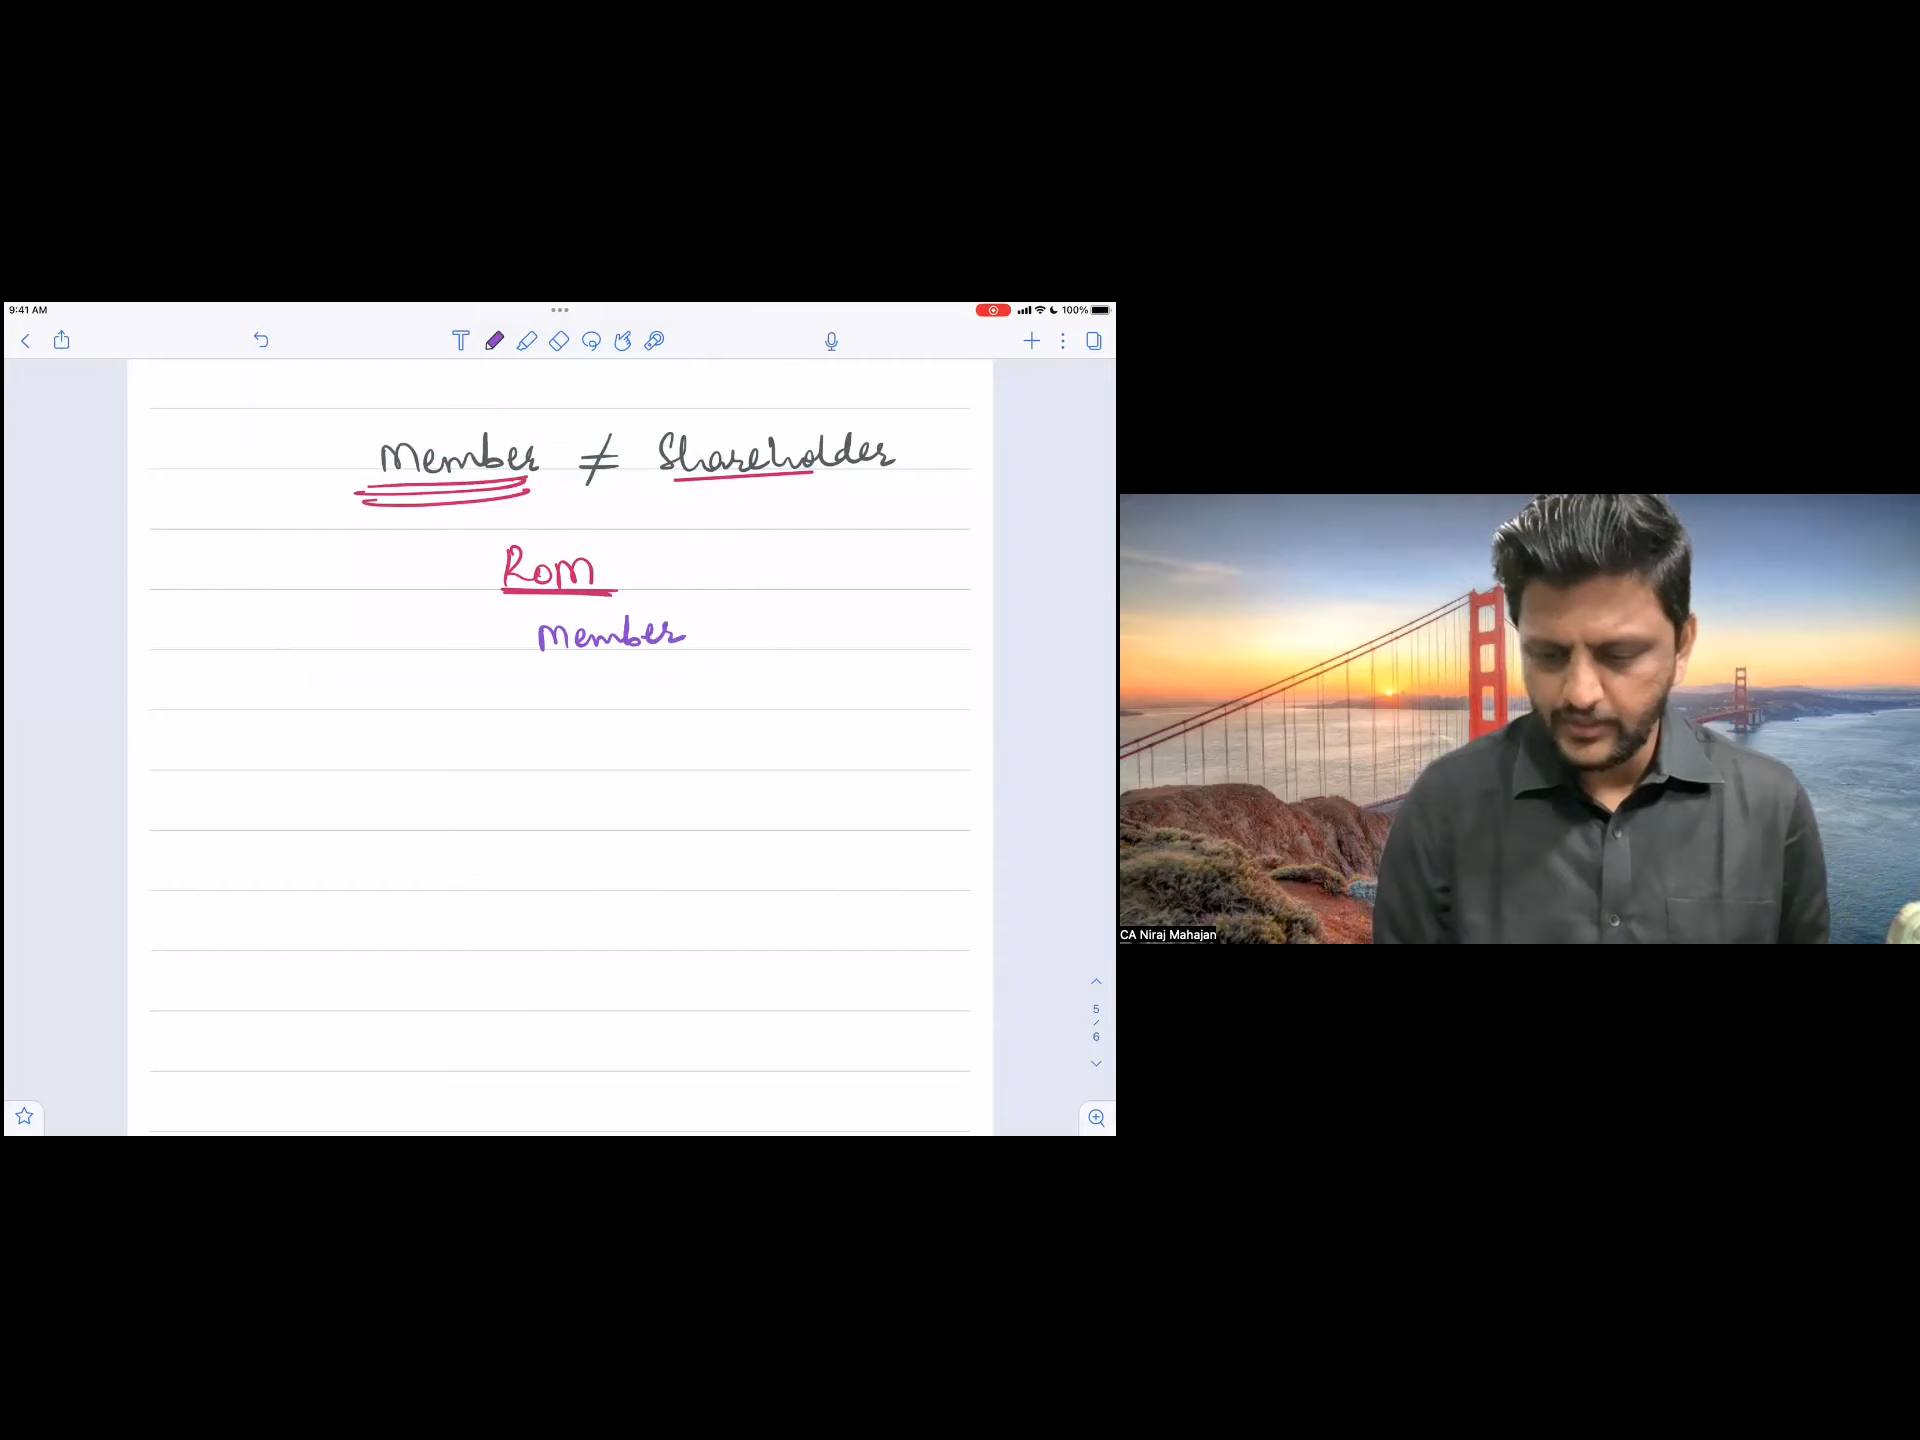 9:41 AM
100%
Member ≠ Shareholder
ROM
Member
CA Niraj Mahajan
5
/
6